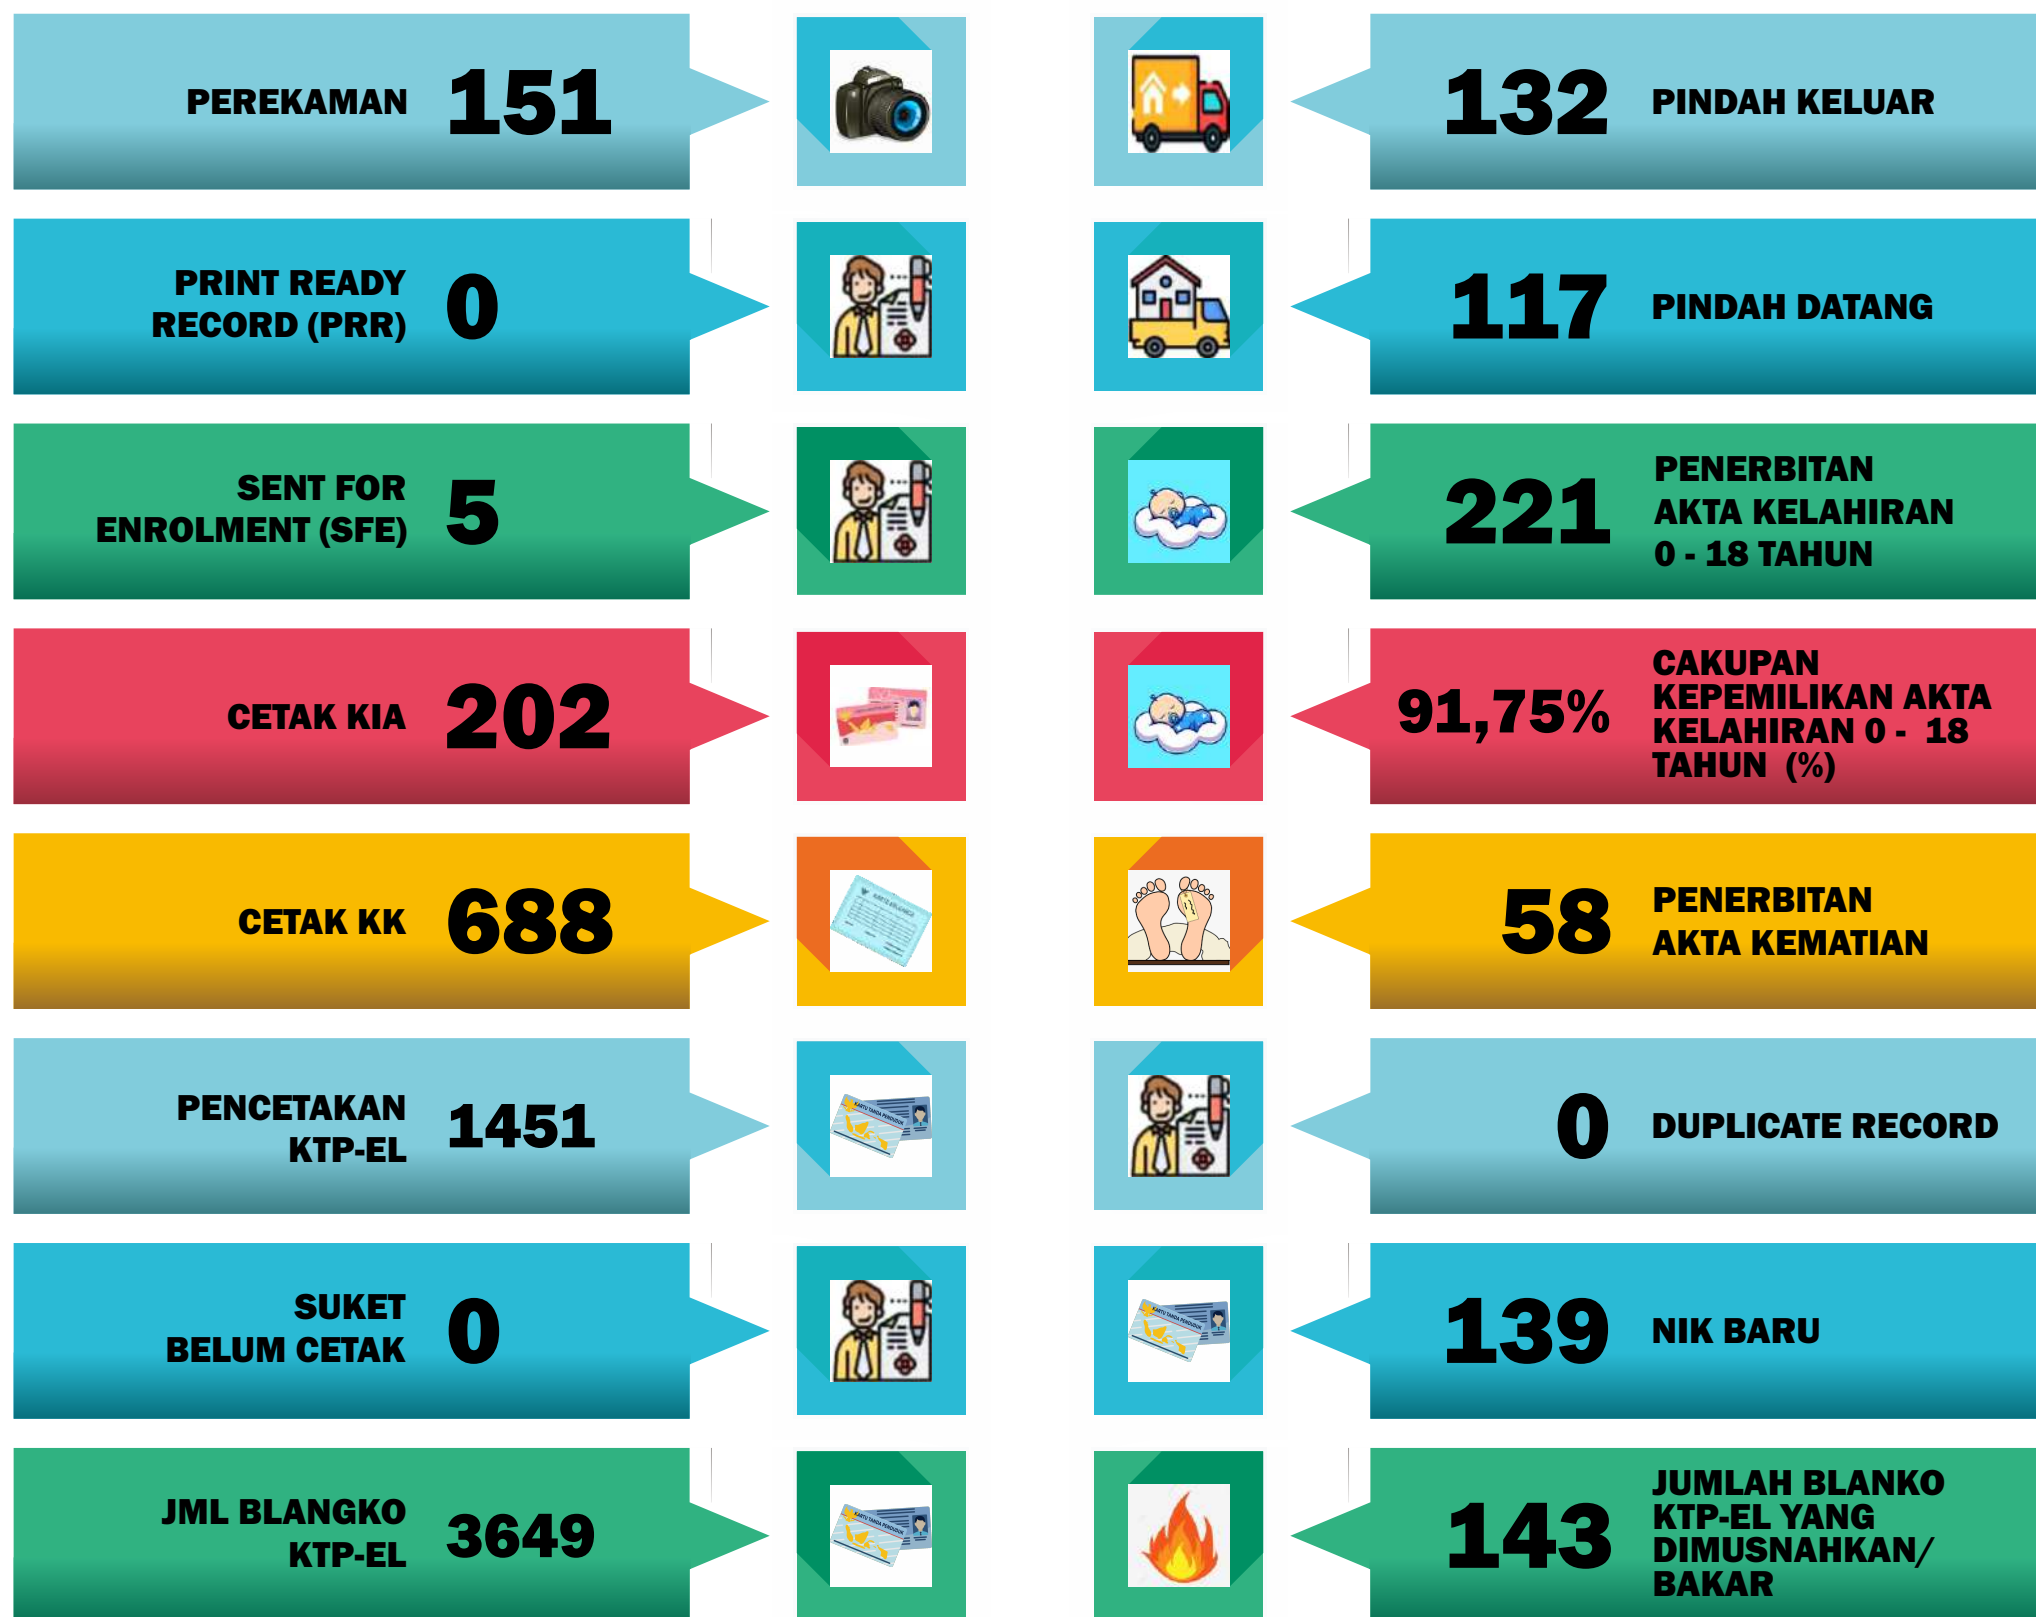 PEREKAMAN 151
132 PINDAH KELUAR
PRINT READY
RECORD (PRR)
0
117 PINDAH DATANG
SENT FOR
ENROLMENT (SFE)
5
221
PENERBITAN
AKTA KELAHIRAN
0 - 18 TAHUN
CETAK KIA 202
91,75%
CAKUPAN
KEPEMILIKAN AKTA
KELAHIRAN 0 - 18
TAHUN (%)
CETAK KK 688
58
PENERBITAN
AKTA KEMATIAN
PENCETAKAN
KTP-EL
1451
0 DUPLICATE RECORD
SUKET
BELUM CETAK
0
139 NIK BARU
JML BLANGKO
KTP-EL
3649
143
JUMLAH BLANKO
KTP-EL YANG
DIMUSNAHKAN/
BAKAR